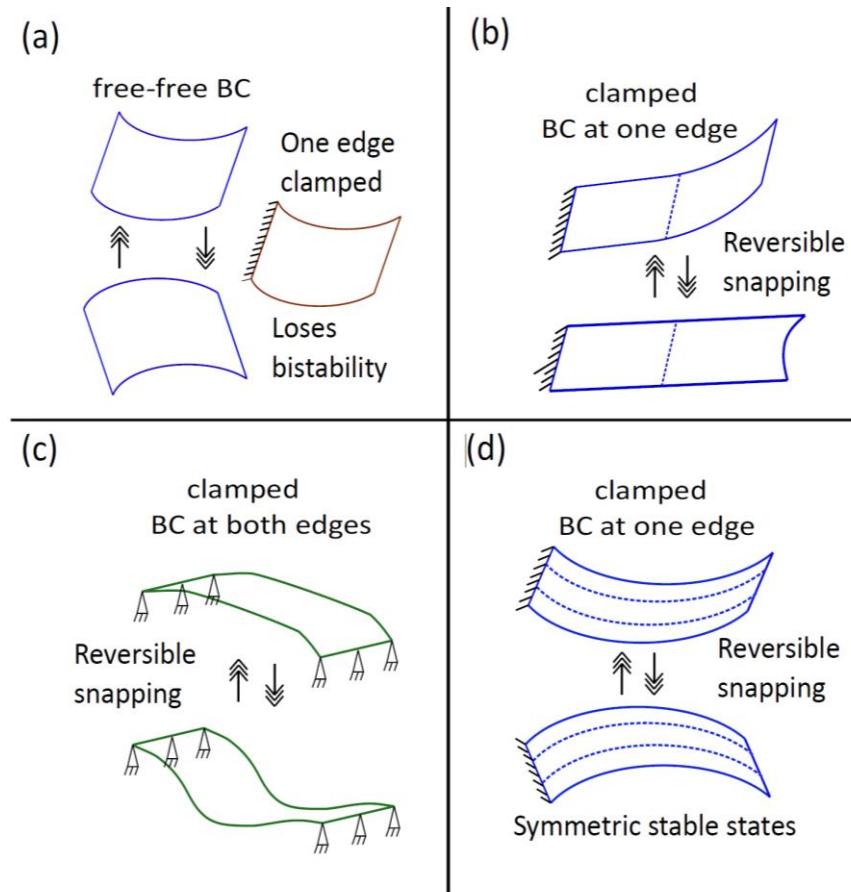 (a)
free-free BC
One edge
clamped
Loses
bistability
(b)
clamped
BC at one edge
Reversible
snapping
(c)
clamped
BC at both edges
Reversible
snapping
(d)
clamped
BC at one edge
Reversible
snapping
Symmetric stable states